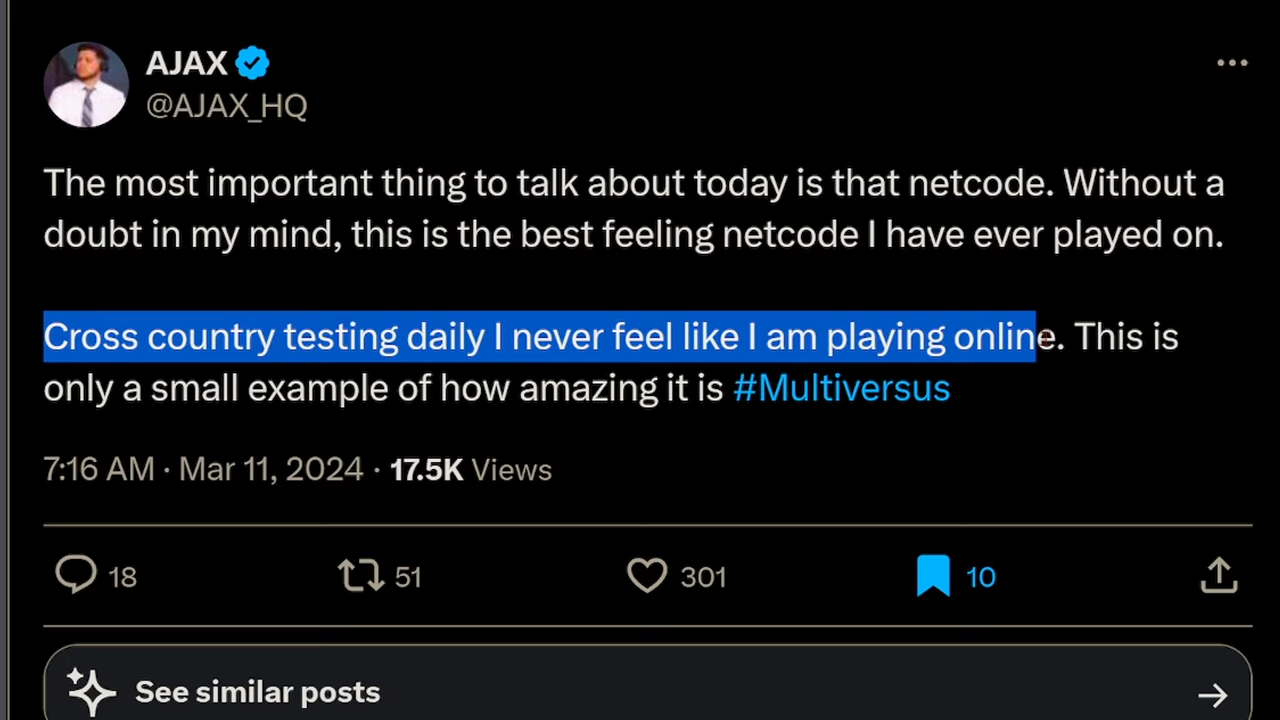 AJAX
@AJAX_HQ
The most important thing to talk about today is that netcode. Without a
doubt in my mind, this is the best feeling netcode I have ever played on.
Cross country testing daily I never feel like I am playing online. This is
only a small example of how amazing it is #Multiversus
7:16 AM · Mar 11, 2024 · 17.5K Views
18 51 301 10
See similar posts